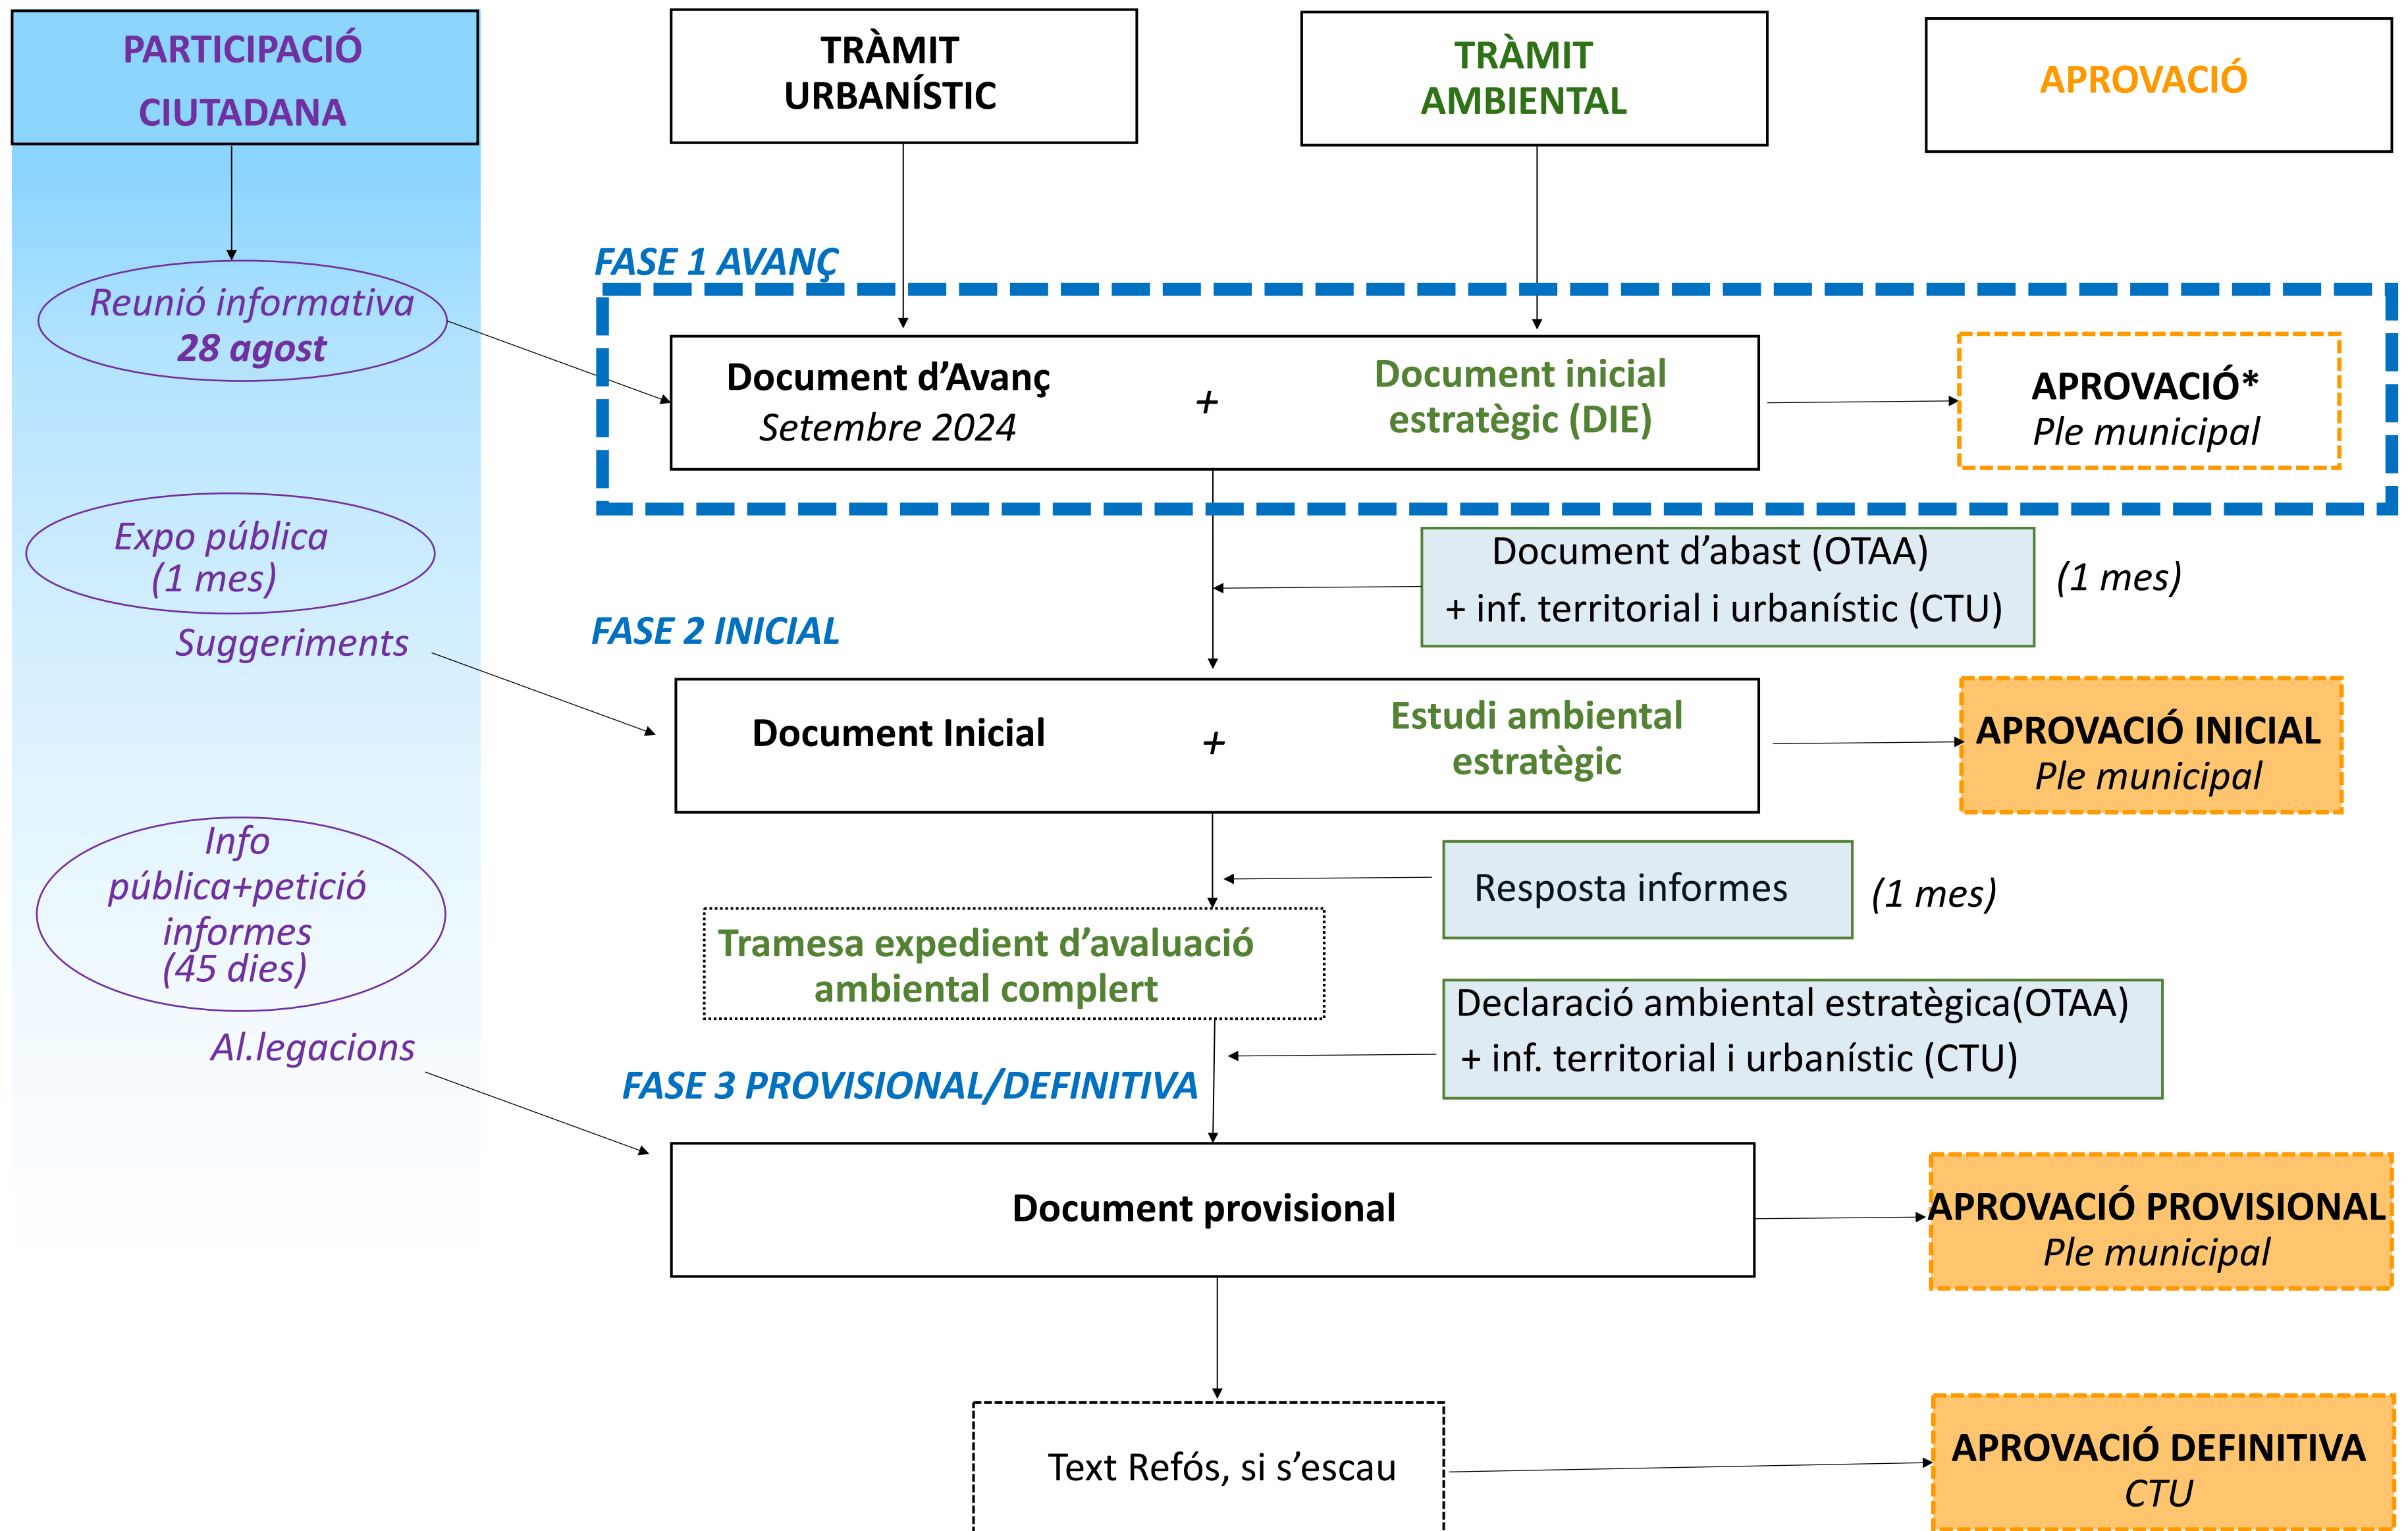 PARTICIPACIÓ
CIUTADANA
TRÀMIT
URBANÍSTIC
TRÀMIT
AMBIENTAL
APROVACIÓ
FASE 1 AVANÇ
Reunió informativa
28 agost
Document d’Avanç
Setembre 2024
+
Document inicial
estratègic (DIE)
APROVACIÓ*
Ple municipal
Expo pública
(1 mes)
Suggeriments
Document d’abast (OTAA)
+ inf. territorial i urbanístic (CTU)
(1 mes)
FASE 2 INICIAL
Document Inicial
+
Estudi ambiental
estratègic
APROVACIÓ INICIAL
Ple municipal
Info
pública+petició
informes
(45 dies)
Al.legacions
Resposta informes
(1 mes)
Tramesa expedient d’avaluació
ambiental complert
Declaració ambiental estratègica(OTAA)
+ inf. territorial i urbanístic (CTU)
FASE 3 PROVISIONAL/DEFINITIVA
Document provisional
APROVACIÓ PROVISIONAL
Ple municipal
Text Refós, si s’escau
APROVACIÓ DEFINITIVA
CTU